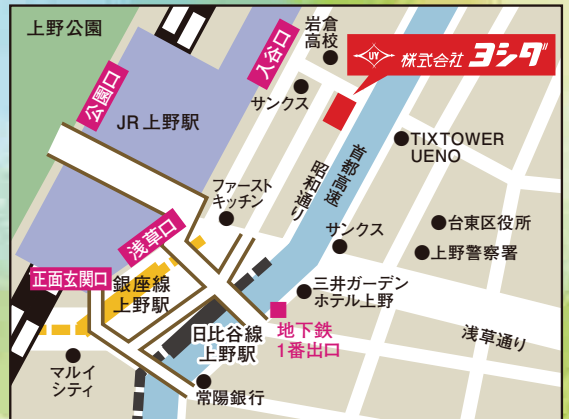 上野公園
岩倉
高校
UY
株式会社 ヨシダ
入谷口
公園口
サンクス
JR上野駅
首都高速
昭和通り
TIXTOWER
UENO
ファースト
キッチン
浅草口
サンクス
台東区役所
上野警察署
正面玄関口
銀座線
上野駅
三井ガーデン
ホテル上野
日比谷線
上野駅
地下鉄
1番出口
浅草通り
マルイ
シティ
常陽銀行